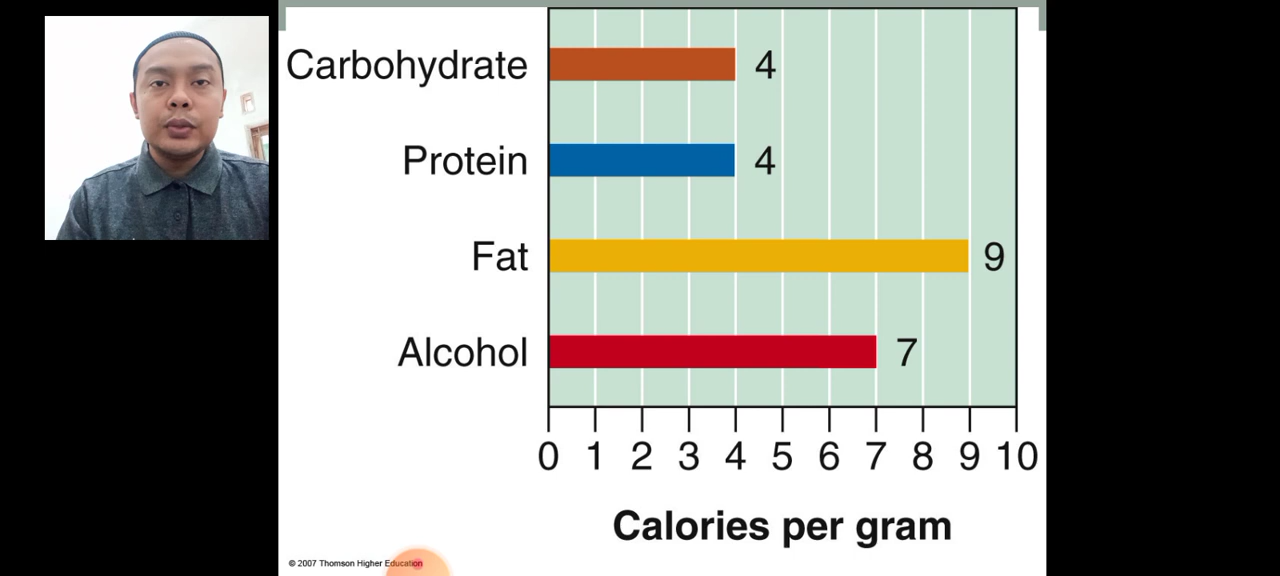 Carbohydrate 4
Protein 4
Fat 9
Alcohol 7
0 1 2 3 4 5 6 7 8 9 10
Calories per gram
© 2007 Thomson Higher Education